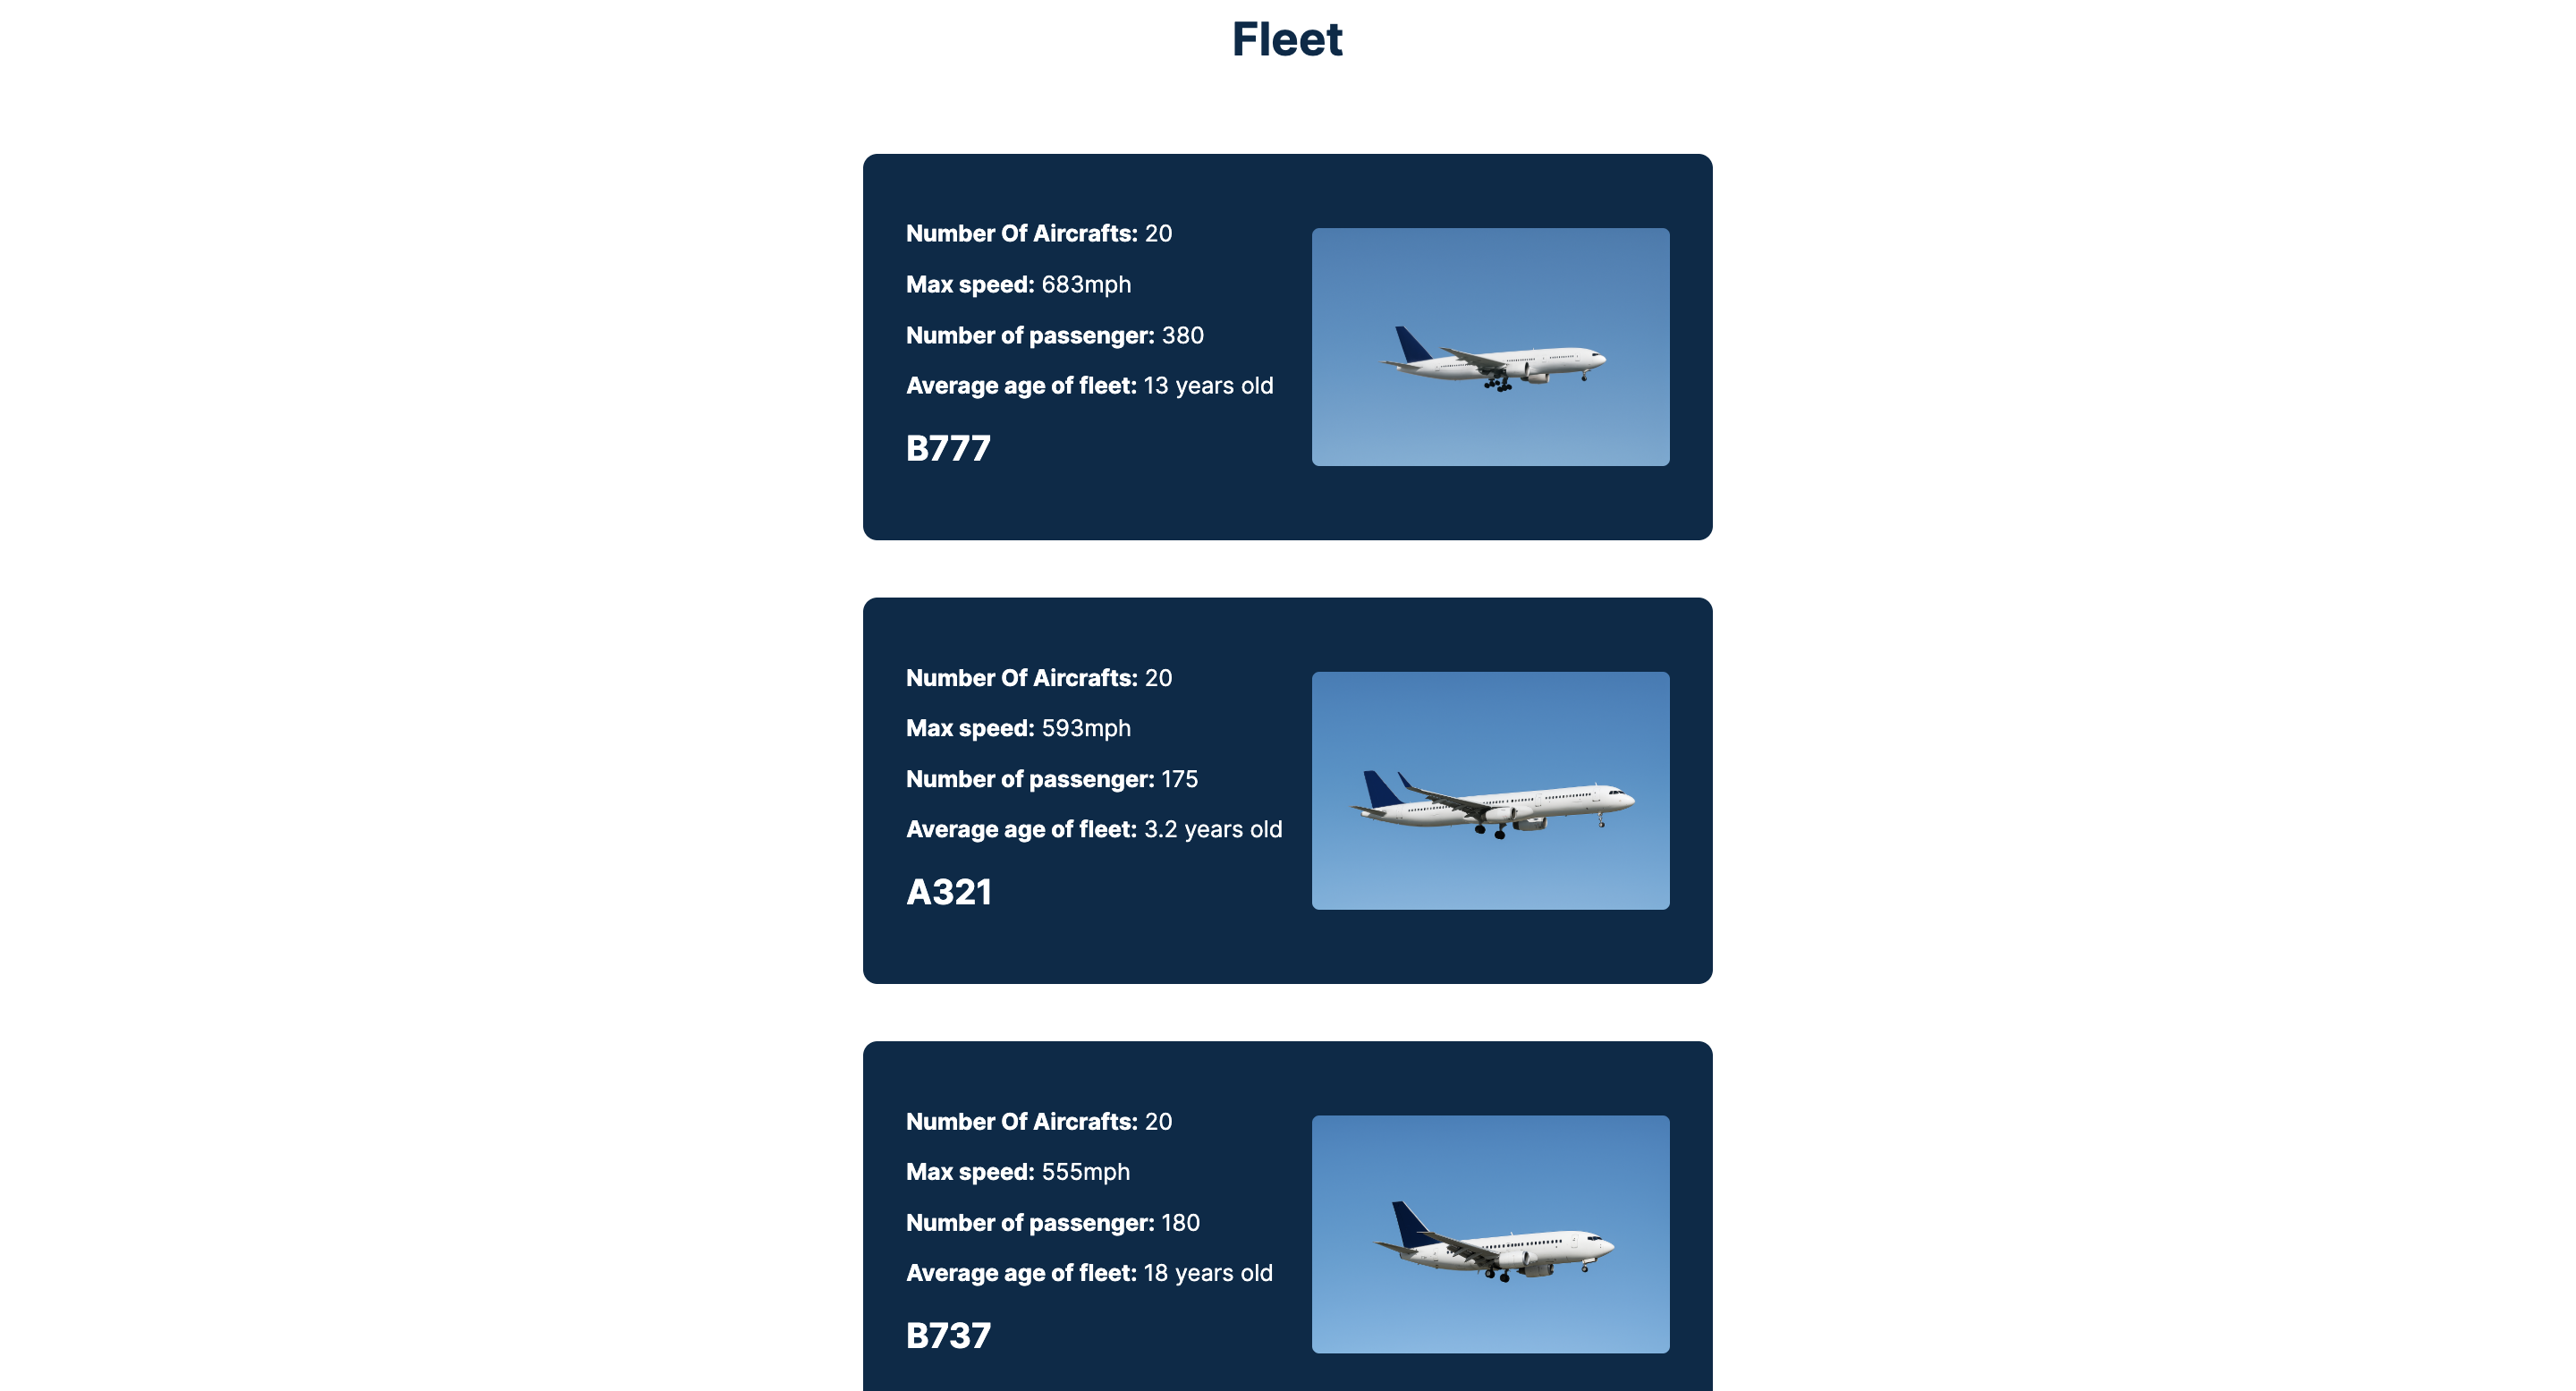 Fleet
Number Of Aircrafts: 20
Max speed: 683mph
Number of passenger: 380
Average age of fleet: 13 years old
B777
Number Of Aircrafts: 20
Max speed: 593mph
Number of passenger: 175
Average age of fleet: 3.2 years old
A321
Number Of Aircrafts: 20
Max speed: 555mph
Number of passenger: 180
Average age of fleet: 18 years old
B737